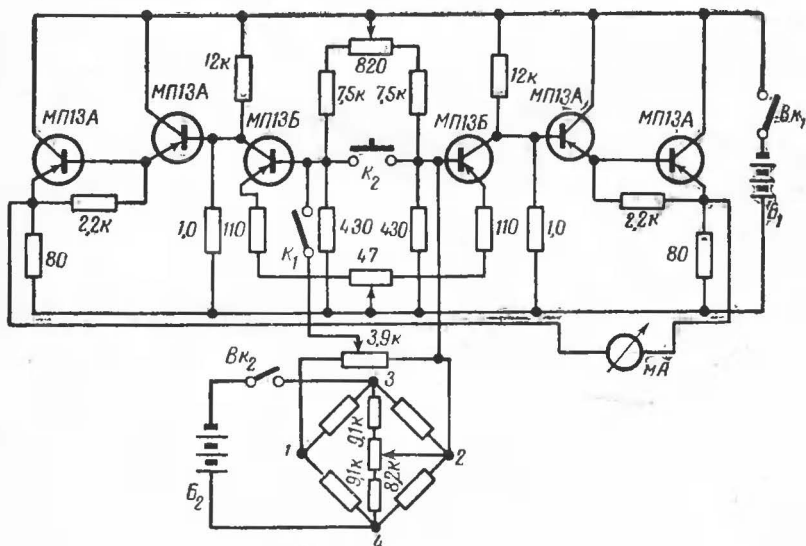 820
12к
12к
7,5к
7,5к
МП13А
МП13А
МП13Б
МП13Б
МП13А
МП13А
Вк1
К2
Б1
2,2к
2,2к
1,0
110
430
430
110
1,0
80
К1
47
80
3,9к
мА
Вк2
3
9,1к
1
2
8,2к
9,1к
Б2
4